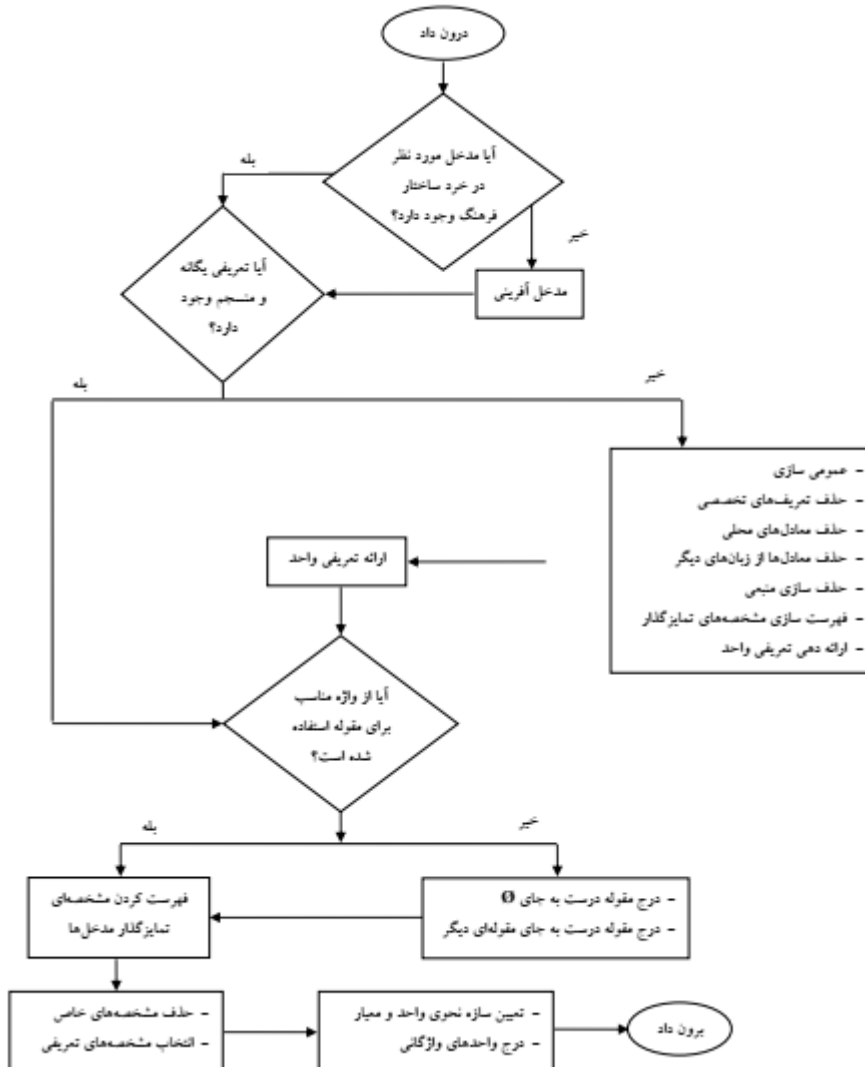 درون داد
آیا مدخل مورد نظر
در خرد ساختار
فرهنگ وجود دارد؟
بله
خیر
مدخل آفرینی
آیا تعریفی یگانه
و منسجم وجود
دارد؟
بله
خیر
- عمومی سازی
- حذف تعریف‌های تخصصی
- حذف معادل‌های محلی
- حذف معادل‌ها از زبان‌های دیگر
- حذف سازی منبعی
- فهرست سازی مشخصه‌های تمایزگذار
- ارائه دهی تعریفی واحد
ارائه تعریفی واحد
آیا از واژه مناسب
برای مقوله استفاده
شده است؟
بله
خیر
- درج مقوله درست به جای Ø
- درج مقوله درست به جای مقوله‌ای دیگر
فهرست کردن مشخصه‌ای
تمایزگذار مدخل‌ها
- حذف مشخصه‌های خاص
- انتخاب مشخصه‌های تعریفی
- تعیین سازه نحوی واحد و معیار
- درج واحدهای واژگانی
برون داد